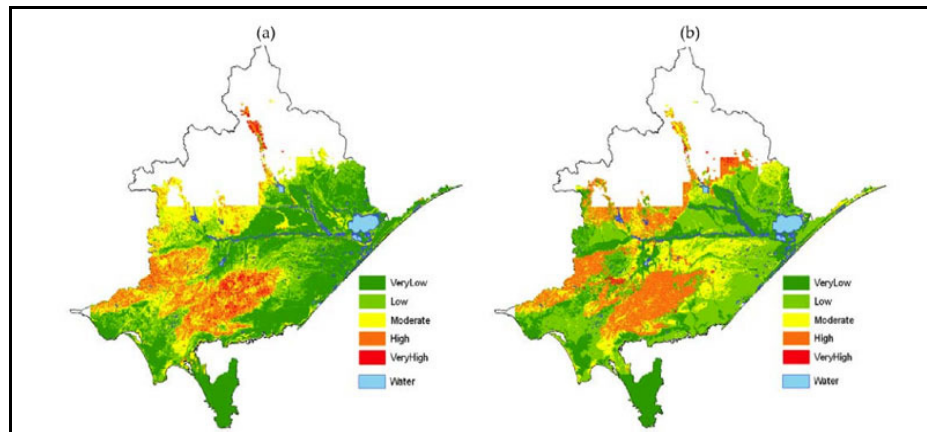 (a)
(b)
VeryLow
Low
Moderate
High
VeryHigh
Water
VeryLow
Low
Moderate
High
VeryHigh
Water